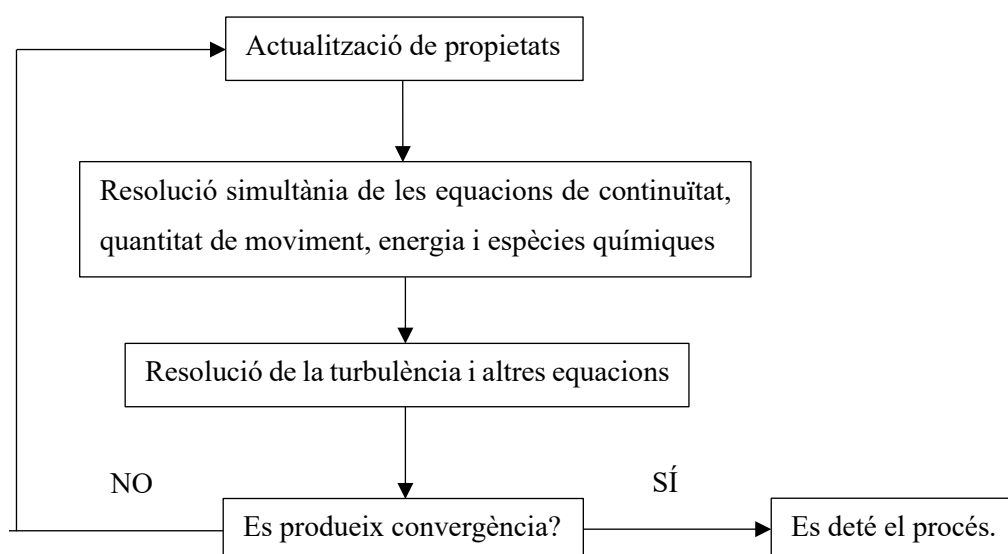 Actualització de propietats
Resolució simultània de les equacions de continuïtat,
quantitat de moviment, energia i espècies químiques
Resolució de la turbulència i altres equacions
NO
SÍ
Es produeix convergència?
Es deté el procés.